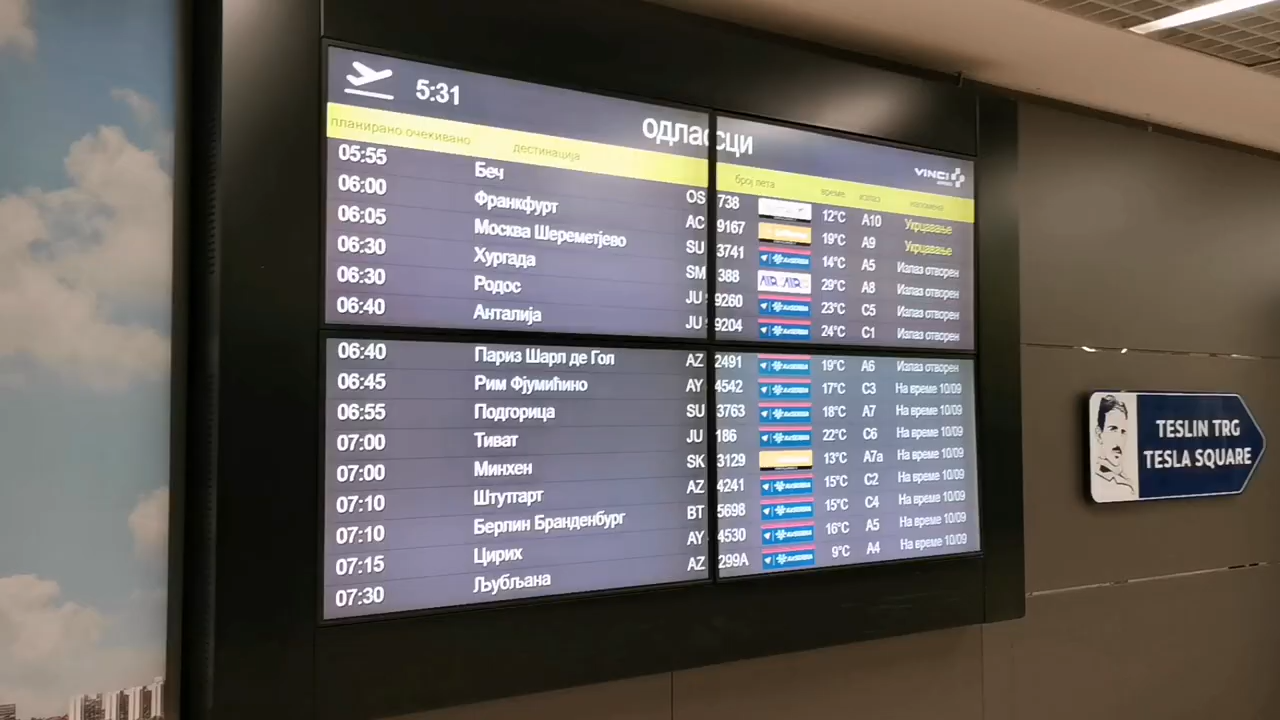 5:31
одласци
VINCI
планирано очекивано дестинација број лета време излаз напомена
05:55 Беч OS 738 12°C A10 Укрцавање
06:00 Франкфурт AC 9167 19°C A9 Укрцавање
06:05 Москва Шереметјево SU 3741 14°C A5 Излаз отворен
06:30 Хургада SM 388 29°C A8 Излаз отворен
06:30 Родос JU 9260 23°C C5 Излаз отворен
06:40 Анталија JU 9204 24°C C1 Излаз отворен
06:40 Париз Шарл де Гол AZ 2491 19°C A6 Излаз отворен
06:45 Рим Фјумићино AY 4542 17°C C3 На време 10/09
06:55 Подгорица SU 3763 18°C A7 На време 10/09
07:00 Тиват JU 186 22°C C6 На време 10/09
07:00 Минхен SK 3129 13°C A7a На време 10/09
07:10 Штутгарт AZ 4241 15°C C2 На време 10/09
07:10 Берлин Бранденбург BT 5698 15°C C4 На време 10/09
07:15 Цирих AY 4530 16°C A5 На време 10/09
07:30 Љубљана AZ 299A 9°C A4 На време 10/09
TESLIN TRG
TESLA SQUARE